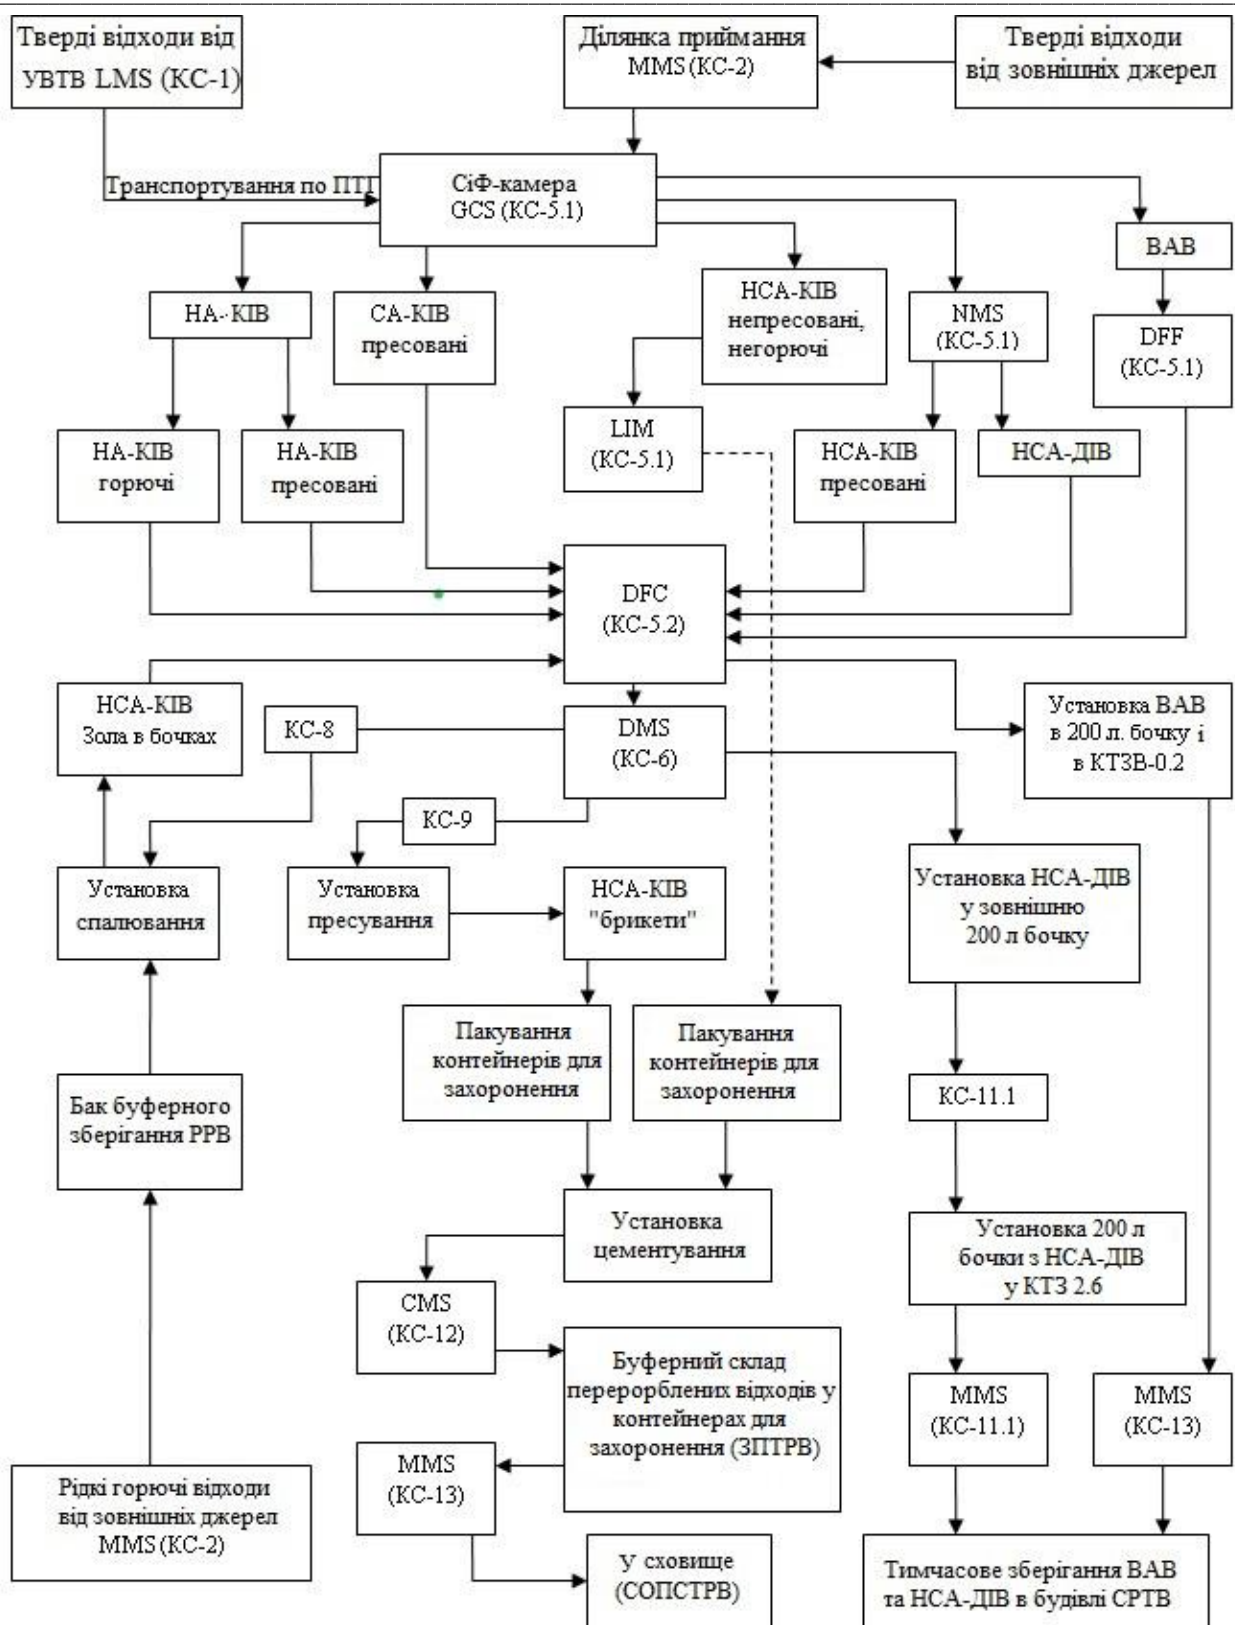 Тверді відходи від
УВТВ LMS (КС-1)
Ділянка приймання
MMS (КС-2)
Тверді відходи
від зовнішніх джерел
Транспортування по ПТГ
СіФ-камера
GCS (КС-5.1)
ВАВ
НА-КІВ
СА-КІВ
пресовані
НСА-КІВ
непресовані,
негорючі
NMS
(КС-5.1)
DFF
(КС-5.1)
НА-КІВ
горючі
НА-КІВ
пресовані
LIM
(КС-5.1)
НСА-КІВ
пресовані
НСА-ДІВ
DFC
(КС-5.2)
НСА-КІВ
Зола в бочках
КС-8
DMS
(КС-6)
Установка ВАВ
в 200 л. бочку і
в КТЗВ-0.2
КС-9
Установка
спалювання
Установка
пресування
НСА-КІВ
"брикети"
Установка НСА-ДІВ
у зовнішню
200 л бочку
Пакування
контейнерів для
захоронення
Пакування
контейнерів для
захоронення
КС-11.1
Бак буферного
зберігання РРВ
Установка
цементування
Установка 200 л
бочки з НСА-ДІВ
у КТЗ 2.6
CMS
(КС-12)
Буферний склад
перерорблених відходів у
контейнерах для
захоронення (ЗПТРВ)
MMS
(КС-11.1)
MMS
(КС-13)
MMS
(КС-13)
Рідкі горючі відходи
від зовнішніх джерел
MMS (КС-2)
У сховище
(СОПСТРВ)
Тимчасове зберігання ВАВ
та НСА-ДІВ в будівлі СРТВ